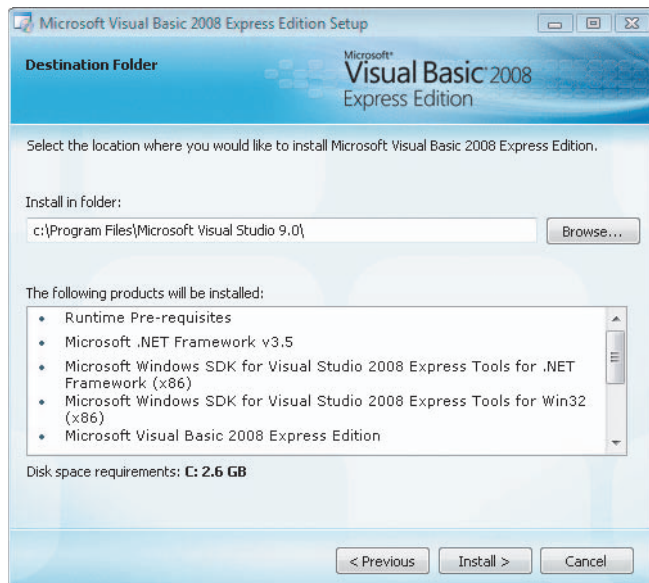 Microsoft Visual Basic 2008 Express Edition Setup
Destination Folder
Microsoft®
Visual Basic® 2008
Express Edition
Select the location where you would like to install Microsoft Visual Basic 2008 Express Edition.
Install in folder:
c:\Program Files\Microsoft Visual Studio 9.0\
Browse...
The following products will be installed:
• Runtime Pre-requisites
• Microsoft .NET Framework v3.5
• Microsoft Windows SDK for Visual Studio 2008 Express Tools for .NET
Framework (x86)
• Microsoft Windows SDK for Visual Studio 2008 Express Tools for Win32
(x86)
• Microsoft Visual Basic 2008 Express Edition
Disk space requirements: C: 2.6 GB
< Previous
Install >
Cancel